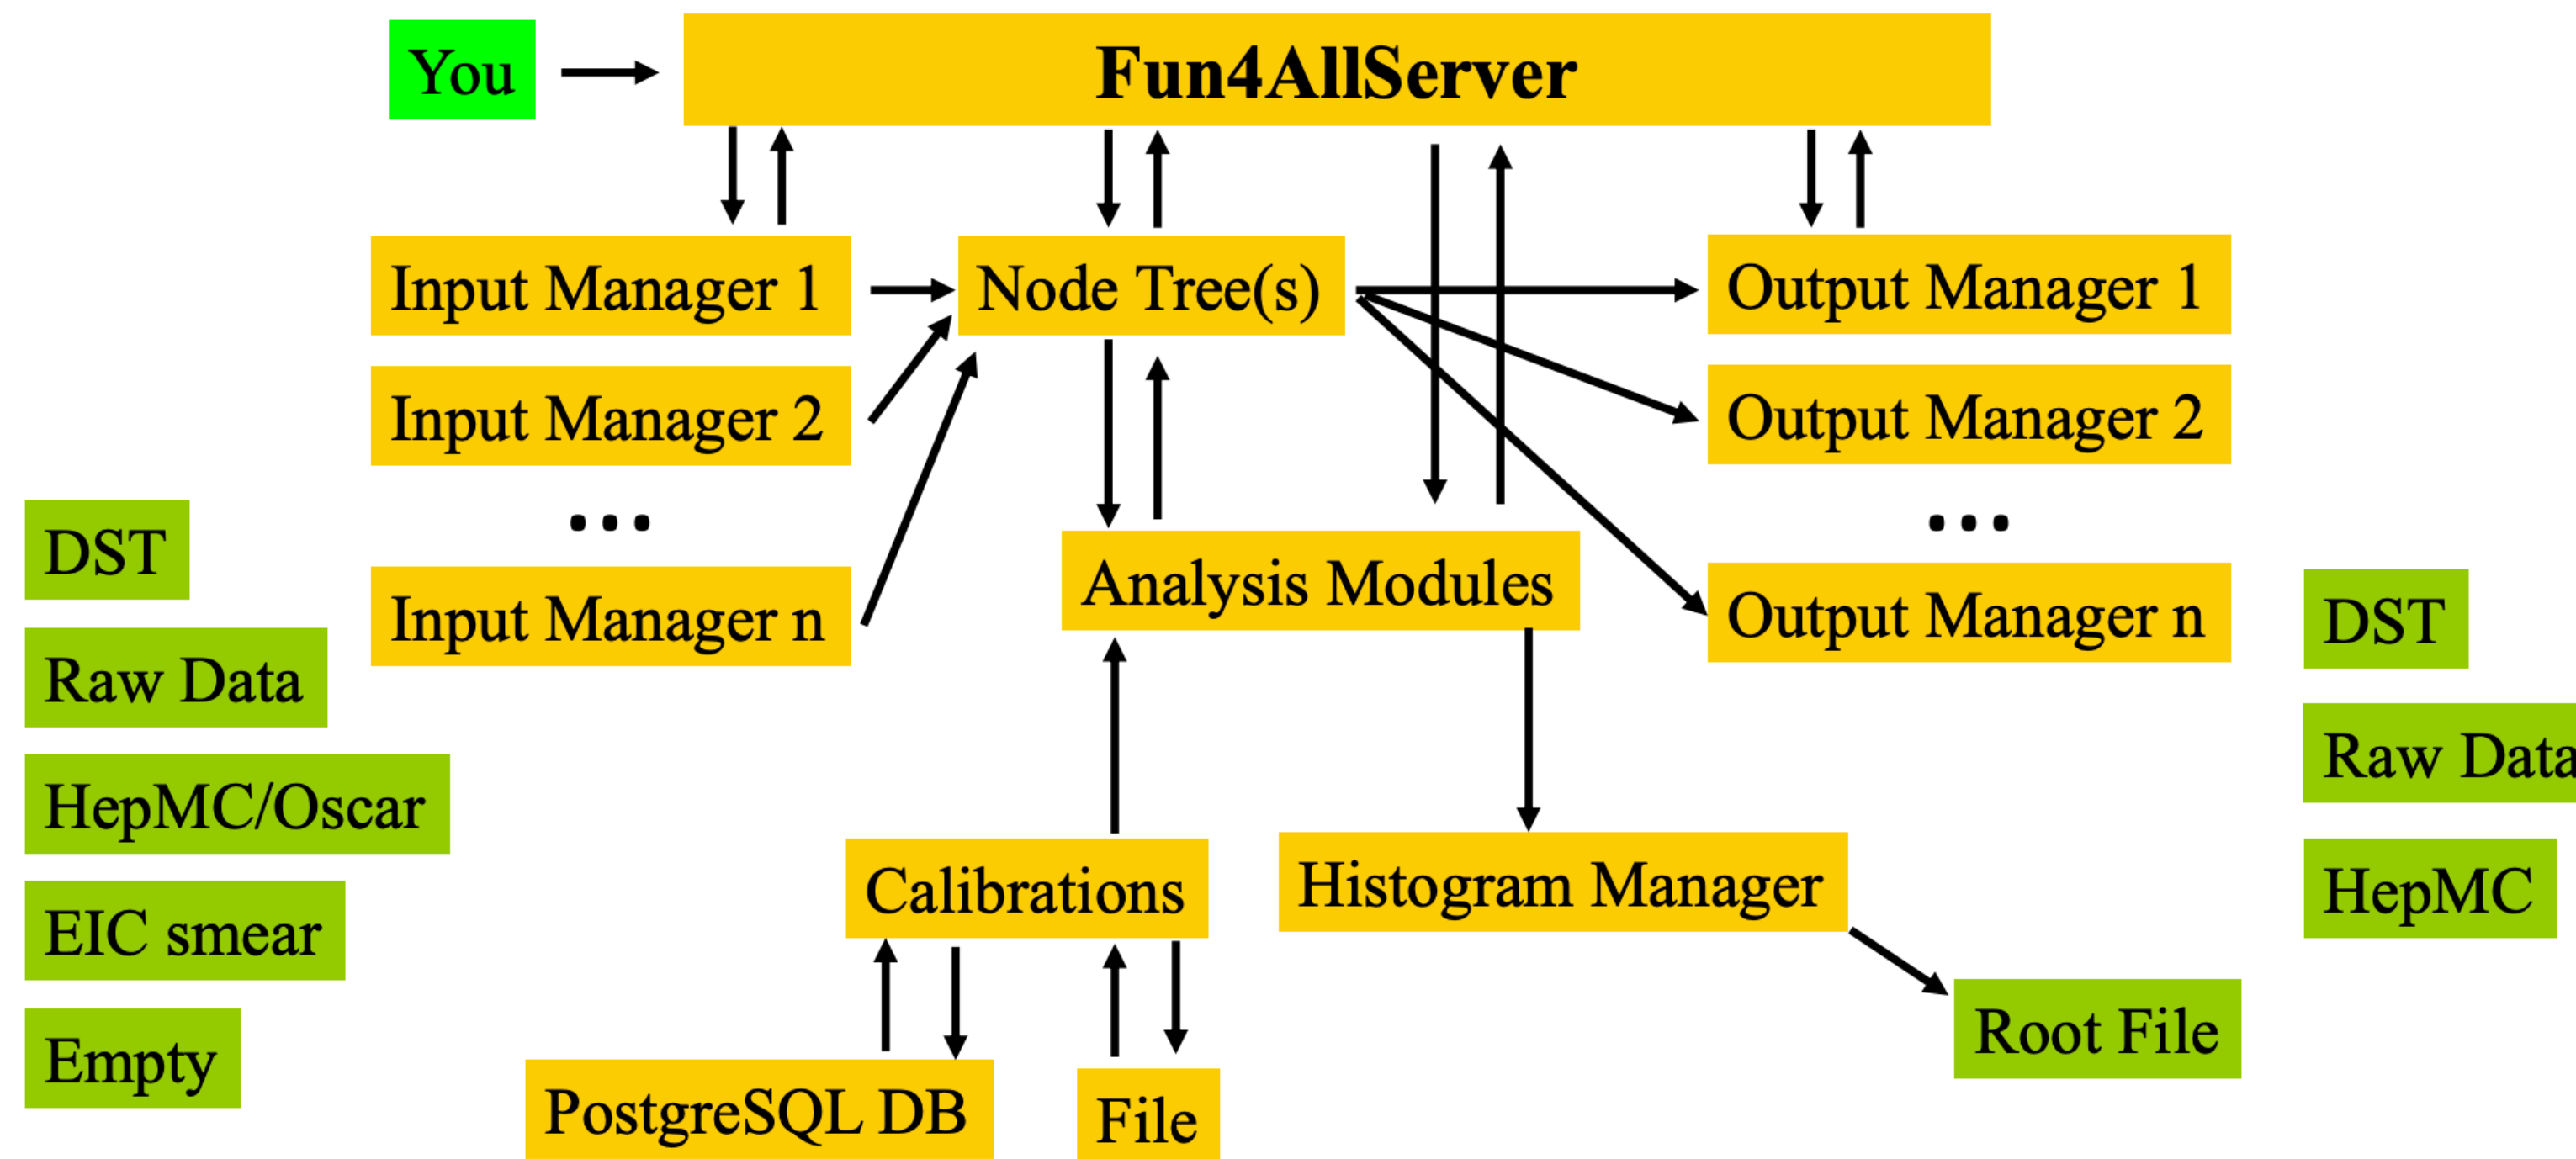 You
Fun4AllServer
Input Manager 1
Node Tree(s)
Output Manager 1
Input Manager 2
Output Manager 2
...
...
DST
Analysis Modules
Input Manager n
Output Manager n
DST
Raw Data
Raw Data
HepMC/Oscar
Calibrations
Histogram Manager
HepMC
EIC smear
Root File
Empty
PostgreSQL DB
File